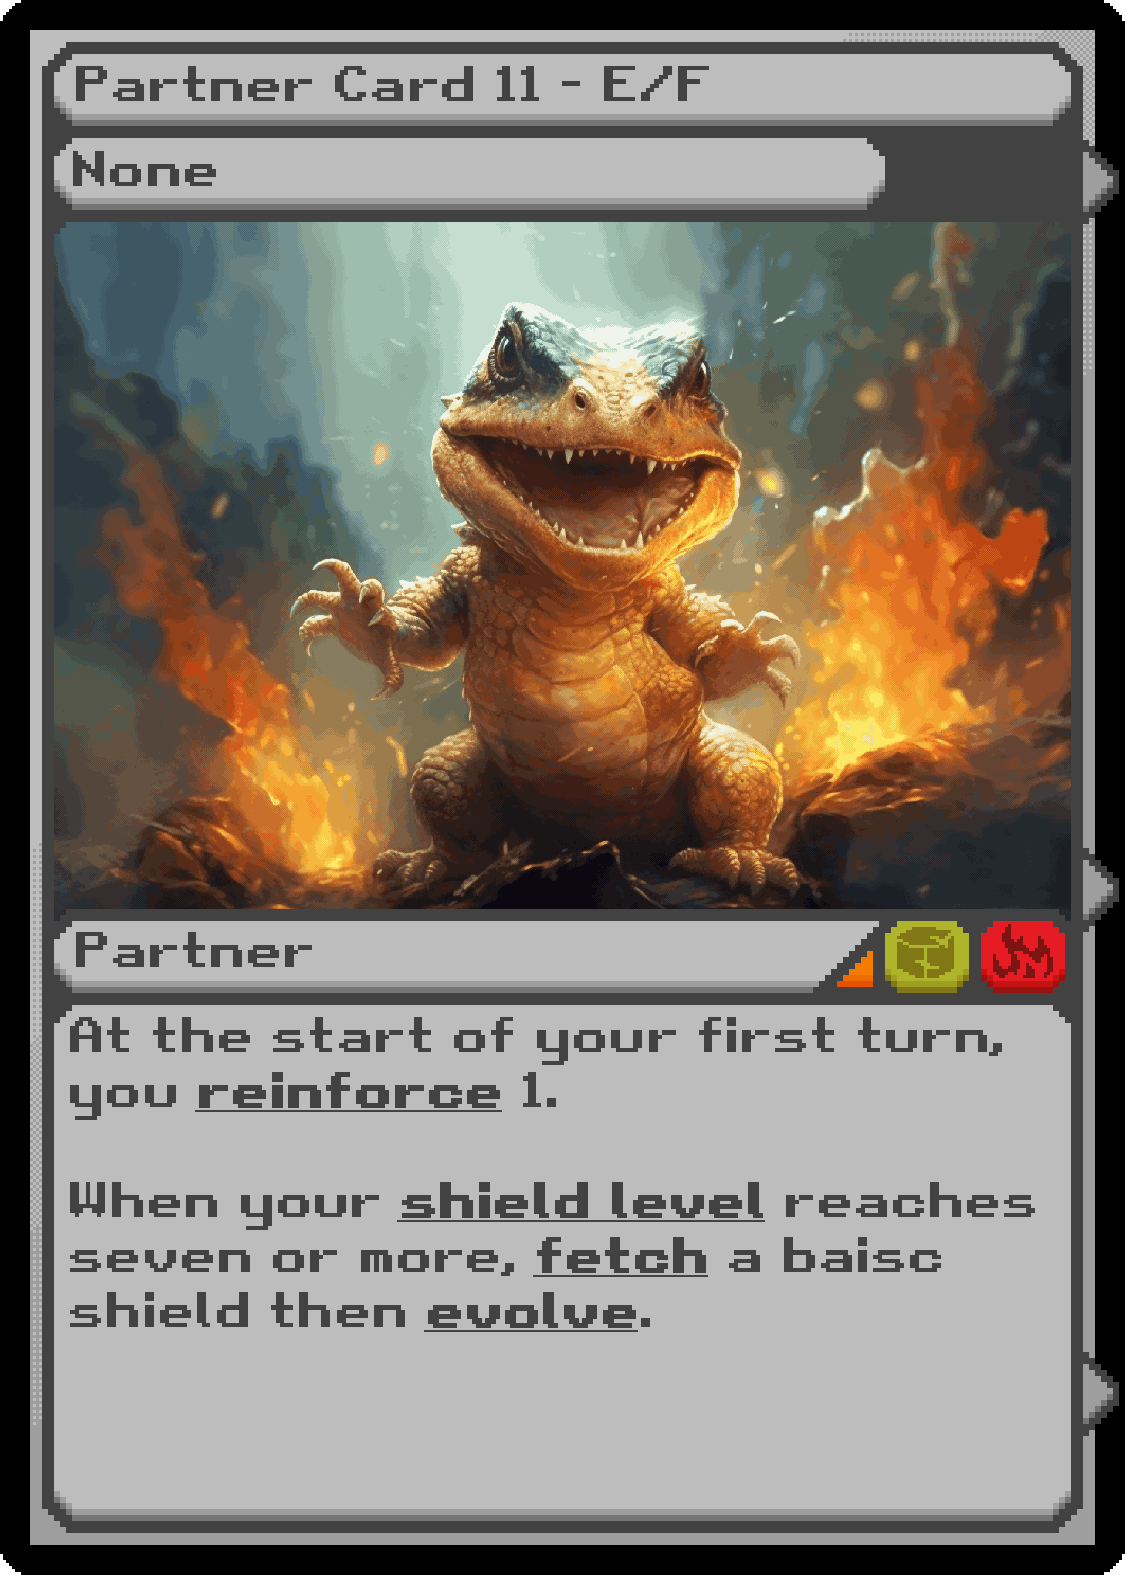 Partner Card 11 - E/F
None
Partner
At the start of your first turn,
you reinforce 1.
When your shield level reaches
seven or more, fetch a baisc
shield then evolve.